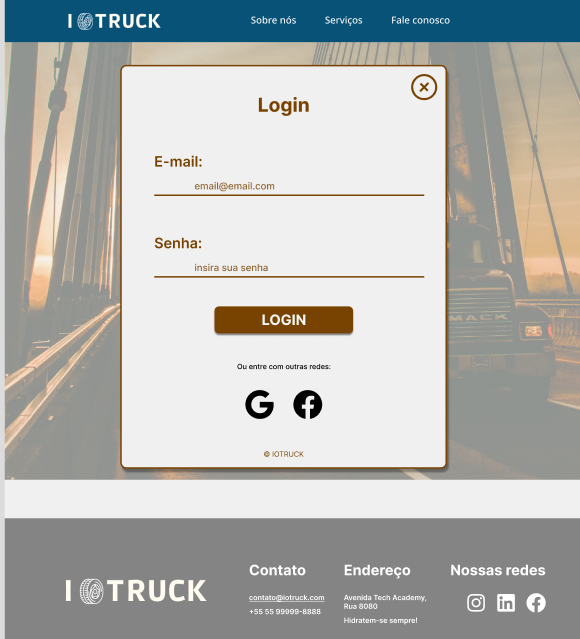 IOTRUCK
Sobre nós
Serviços
Fale conosco
Login
E-mail:
email@email.com
Senha:
insira sua senha
LOGIN
Ou entre com outras redes:
© IOTRUCK
MACK
IOTRUCK
Contato
contato@iotruck.com
+55 55 99999-8888
Endereço
Avenida Tech Academy,
Rua 8080
Hidratem-se sempre!
Nossas redes